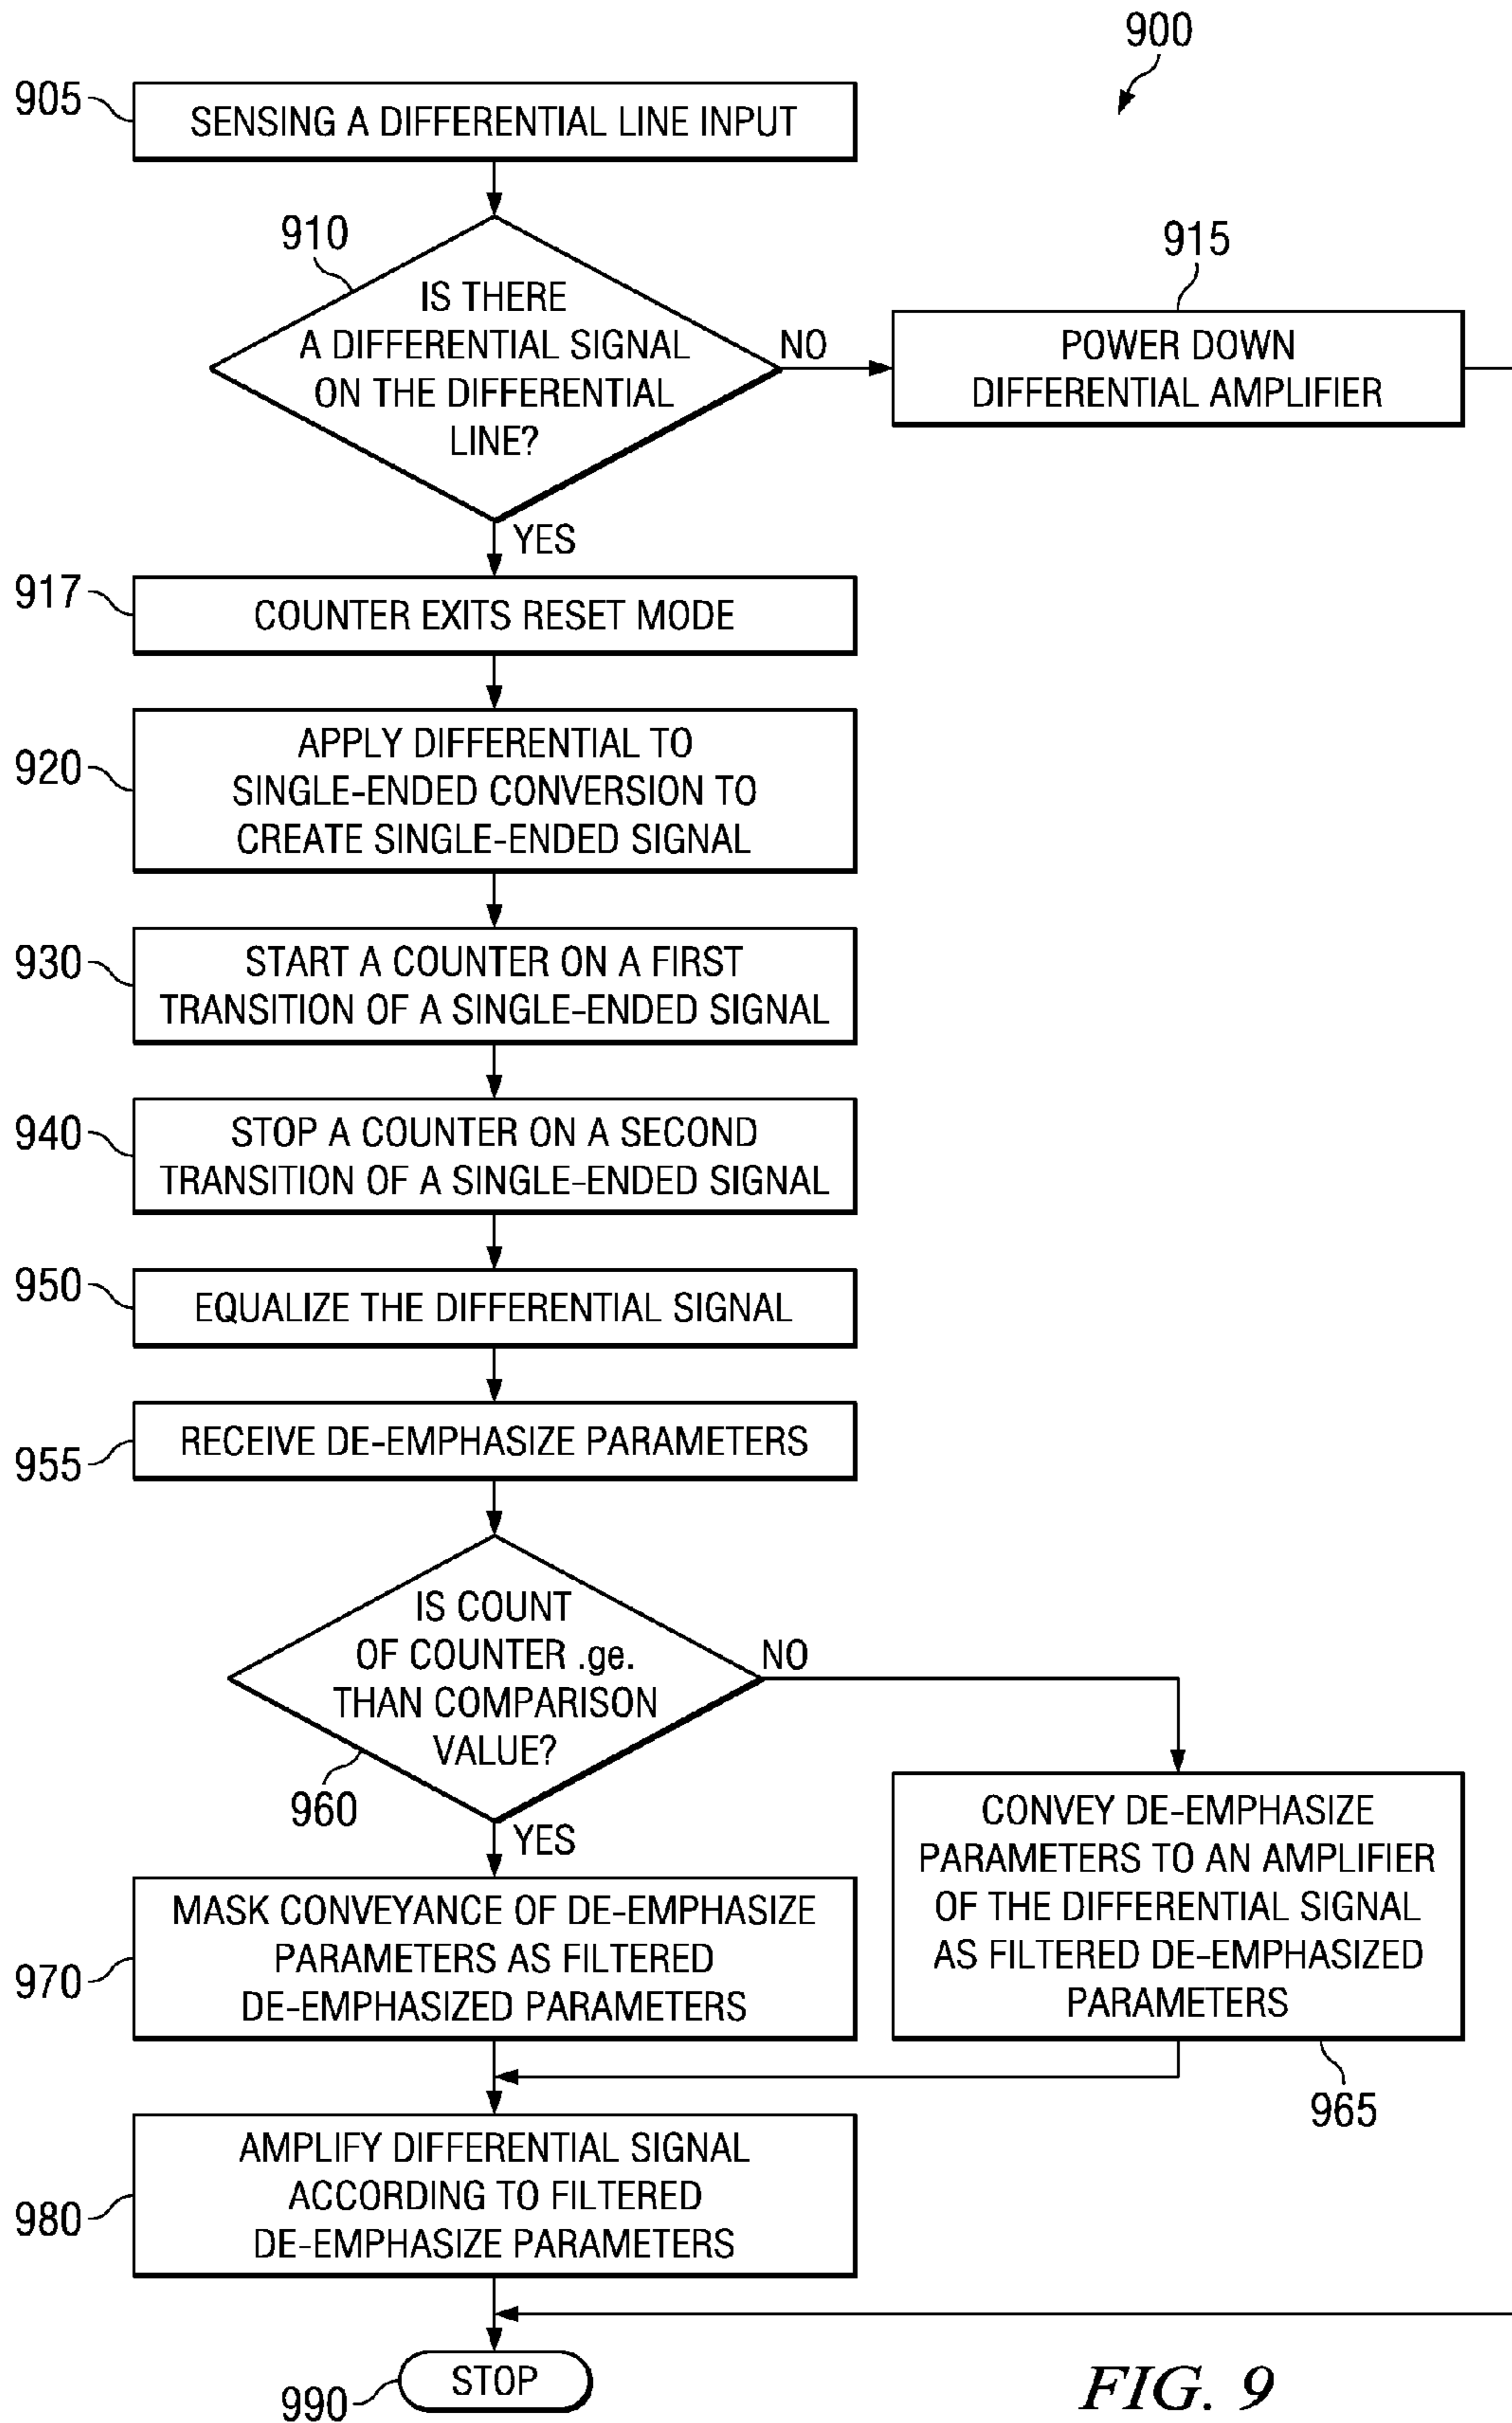 900
905
SENSING A DIFFERENTIAL LINE INPUT
910
IS THERE
A DIFFERENTIAL SIGNAL
ON THE DIFFERENTIAL
LINE?
NO
915
POWER DOWN
DIFFERENTIAL AMPLIFIER
YES
917
COUNTER EXITS RESET MODE
920
APPLY DIFFERENTIAL TO
SINGLE-ENDED CONVERSION TO
CREATE SINGLE-ENDED SIGNAL
930
START A COUNTER ON A FIRST
TRANSITION OF A SINGLE-ENDED SIGNAL
940
STOP A COUNTER ON A SECOND
TRANSITION OF A SINGLE-ENDED SIGNAL
950
EQUALIZE THE DIFFERENTIAL SIGNAL
955
RECEIVE DE-EMPHASIZE PARAMETERS
IS COUNT
OF COUNTER .ge.
THAN COMPARISON
VALUE?
960
NO
YES
CONVEY DE-EMPHASIZE
PARAMETERS TO AN AMPLIFIER
OF THE DIFFERENTIAL SIGNAL
AS FILTERED DE-EMPHASIZED
PARAMETERS
965
970
MASK CONVEYANCE OF DE-EMPHASIZE
PARAMETERS AS FILTERED
DE-EMPHASIZED PARAMETERS
980
AMPLIFY DIFFERENTIAL SIGNAL
ACCORDING TO FILTERED
DE-EMPHASIZE PARAMETERS
990
STOP
FIG. 9